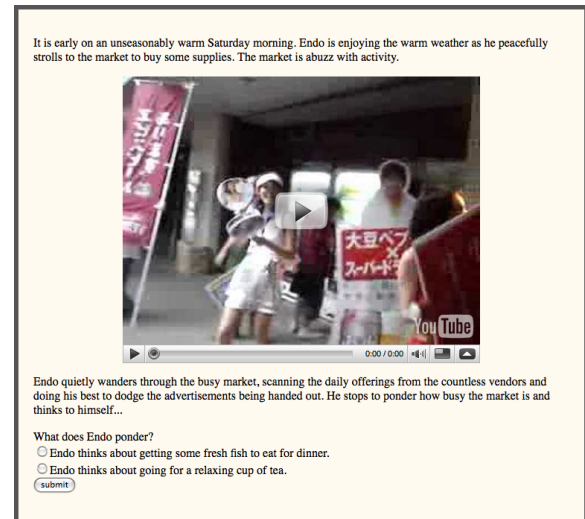 It is early on an unseasonably warm Saturday morning. Endo is enjoying the warm weather as he peacefully
strolls to the market to buy some supplies. The market is abuzz with activity.
大豆ペプ
×
スーパードラ
You Tube
0:00 / 0:00
Endo quietly wanders through the busy market, scanning the daily offerings from the countless vendors and
doing his best to dodge the advertisements being handed out. He stops to ponder how busy the market is and
thinks to himself...
What does Endo ponder?
Endo thinks about getting some fresh fish to eat for dinner.
Endo thinks about going for a relaxing cup of tea.
submit